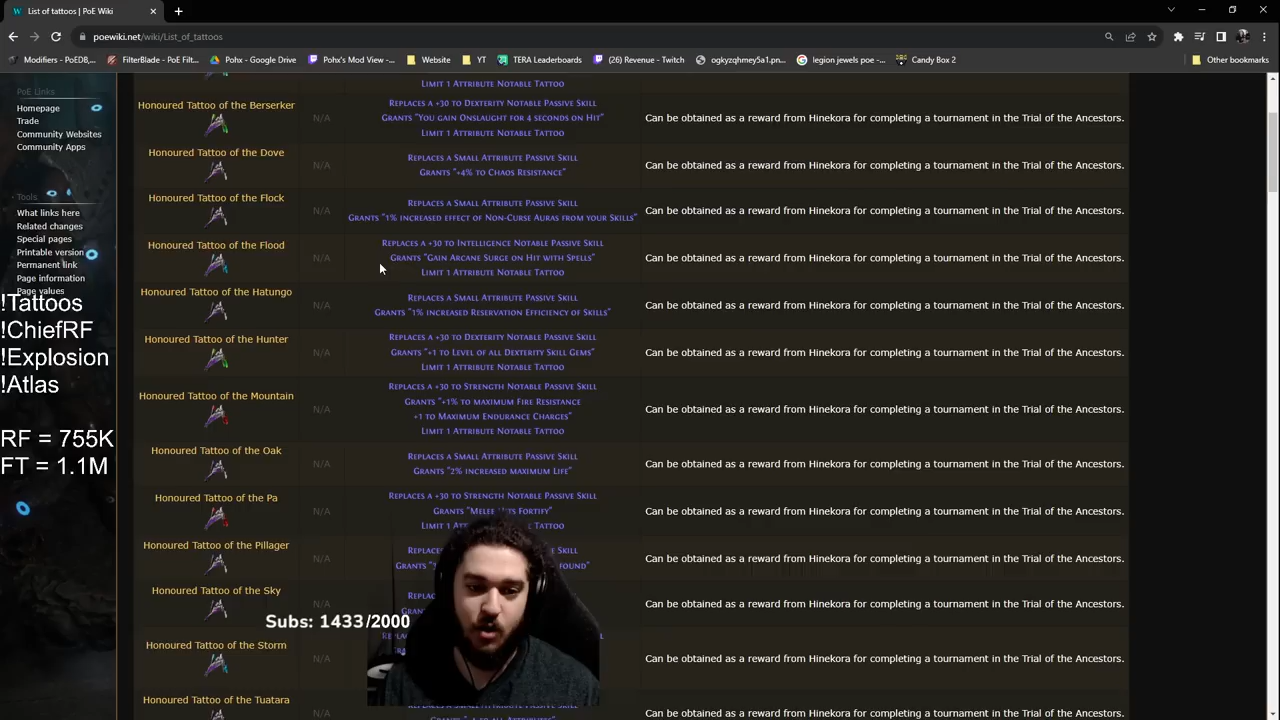 List of tattoos | PoE Wiki
poewiki.net/wiki/List_of_tattoos
Modifiers - PoEDB,...
FilterBlade - PoE Fil...
Pohx - Google Drive
Pohx's Mod View -...
Website
YT
TERA Leaderboards
(26) Revenue - Twitch
ogkyzqhmey5a1.pn...
legion jewels poe -...
Candy Box 2
Other bookmarks
PoE Links
Homepage
Trade
Community Websites
Community Apps
Tools
What links here
Related changes
Special pages
Printable version
Permanent link
Page information
Page values
!Tattoos
!ChiefRF
!Explosion
!Atlas
RF = 755K
FT = 1.1M
Limit 1 Attribute Notable Tattoo
Honoured Tattoo of the Berserker
N/A
Replaces a +30 to Dexterity Notable Passive Skill
Grants "You gain Onslaught for 4 seconds on Hit"
Limit 1 Attribute Notable Tattoo
Can be obtained as a reward from Hinekora for completing a tournament in the Trial of the Ancestors.
Honoured Tattoo of the Dove
N/A
Replaces a Small Attribute Passive Skill
Grants "+4% to Chaos Resistance"
Can be obtained as a reward from Hinekora for completing a tournament in the Trial of the Ancestors.
Honoured Tattoo of the Flock
N/A
Replaces a Small Attribute Passive Skill
Grants "1% increased effect of Non-Curse Auras from your Skills"
Can be obtained as a reward from Hinekora for completing a tournament in the Trial of the Ancestors.
Honoured Tattoo of the Flood
N/A
Replaces a +30 to Intelligence Notable Passive Skill
Grants "Gain Arcane Surge on Hit with Spells"
Limit 1 Attribute Notable Tattoo
Can be obtained as a reward from Hinekora for completing a tournament in the Trial of the Ancestors.
Honoured Tattoo of the Hatungo
N/A
Replaces a Small Attribute Passive Skill
Grants "1% increased Reservation Efficiency of Skills"
Can be obtained as a reward from Hinekora for completing a tournament in the Trial of the Ancestors.
Honoured Tattoo of the Hunter
N/A
Replaces a +30 to Dexterity Notable Passive Skill
Grants "+1 to Level of all Dexterity Skill Gems"
Limit 1 Attribute Notable Tattoo
Can be obtained as a reward from Hinekora for completing a tournament in the Trial of the Ancestors.
Honoured Tattoo of the Mountain
N/A
Replaces a +30 to Strength Notable Passive Skill
Grants "+1% to maximum Fire Resistance
+1 to Maximum Endurance Charges"
Limit 1 Attribute Notable Tattoo
Can be obtained as a reward from Hinekora for completing a tournament in the Trial of the Ancestors.
Honoured Tattoo of the Oak
N/A
Replaces a Small Attribute Passive Skill
Grants "2% increased maximum Life"
Can be obtained as a reward from Hinekora for completing a tournament in the Trial of the Ancestors.
Honoured Tattoo of the Pa
N/A
Replaces a +30 to Strength Notable Passive Skill
Grants "Melee Hits Fortify"
Limit 1 Tattoo
Can be obtained as a reward from Hinekora for completing a tournament in the Trial of the Ancestors.
Honoured Tattoo of the Pillager
N/A
Skill
found"
Can be obtained as a reward from Hinekora for completing a tournament in the Trial of the Ancestors.
Honoured Tattoo of the Sky
N/A
Can be obtained as a reward from Hinekora for completing a tournament in the Trial of the Ancestors.
Subs: 1433/2000
Honoured Tattoo of the Storm
N/A
Can be obtained as a reward from Hinekora for completing a tournament in the Trial of the Ancestors.
Honoured Tattoo of the Tuatara
N/A
Replaces a Small Attribute Passive Skill
Can be obtained as a reward from Hinekora for completing a tournament in the Trial of the Ancestors.